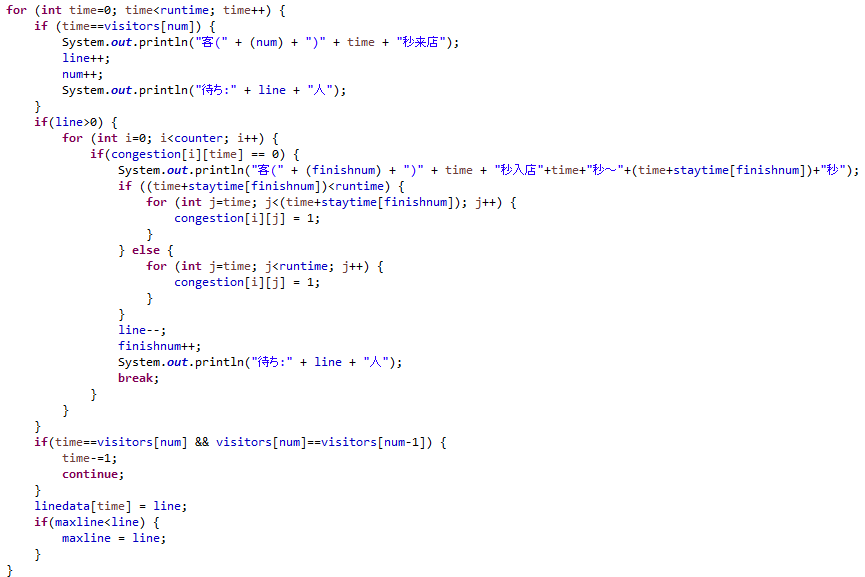 for (int time=0; time<runtime; time++) {
    if (time==visitors[num]) {
        System.out.println("客(" + (num) + ")" + time + "秒来店");
        line++;
        num++;
        System.out.println("待ち:" + line + "人");
    }
    if(line>0) {
        for (int i=0; i<counter; i++) {
            if(congestion[i][time] == 0) {
                System.out.println("客(" + (finishnum) + ")" + time + "秒入店"+time+"秒～"+(time+staytime[finishnum])+"秒");
                if ((time+staytime[finishnum])<runtime) {
                    for (int j=time; j<(time+staytime[finishnum]); j++) {
                        congestion[i][j] = 1;
                    }
                } else {
                    for (int j=time; j<runtime; j++) {
                        congestion[i][j] = 1;
                    }
                }
                line--;
                finishnum++;
                System.out.println("待ち:" + line + "人");
                break;
            }
        }
    }
    if(time==visitors[num] && visitors[num]==visitors[num-1]) {
        time-=1;
        continue;
    }
    linedata[time] = line;
    if(maxline<line) {
        maxline = line;
    }
}